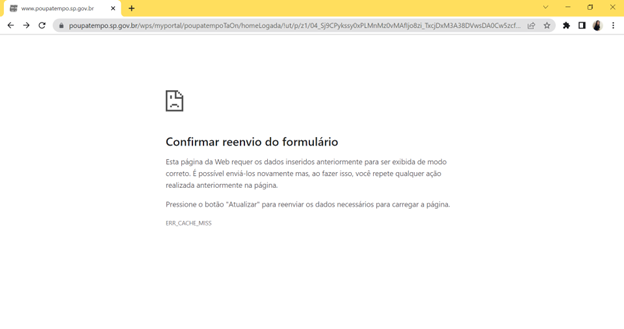 www.poupatempo.sp.gov.br
poupatempo.sp.gov.br/wps/myportal/poupatempoTaOn/homeLogada/!ut/p/z1/04_Sj9CPykssy0xPLMnMz0vMAfIjo8zi_TxcjDxM3A38DVwsDA0Cw5zcf...
Confirmar reenvio do formulário
Esta página da Web requer os dados inseridos anteriormente para ser exibida de modo
correto. É possível enviá-los novamente mas, ao fazer isso, você repete qualquer ação
realizada anteriormente na página.
Pressione o botão "Atualizar" para reenviar os dados necessários para carregar a página.
ERR_CACHE_MISS